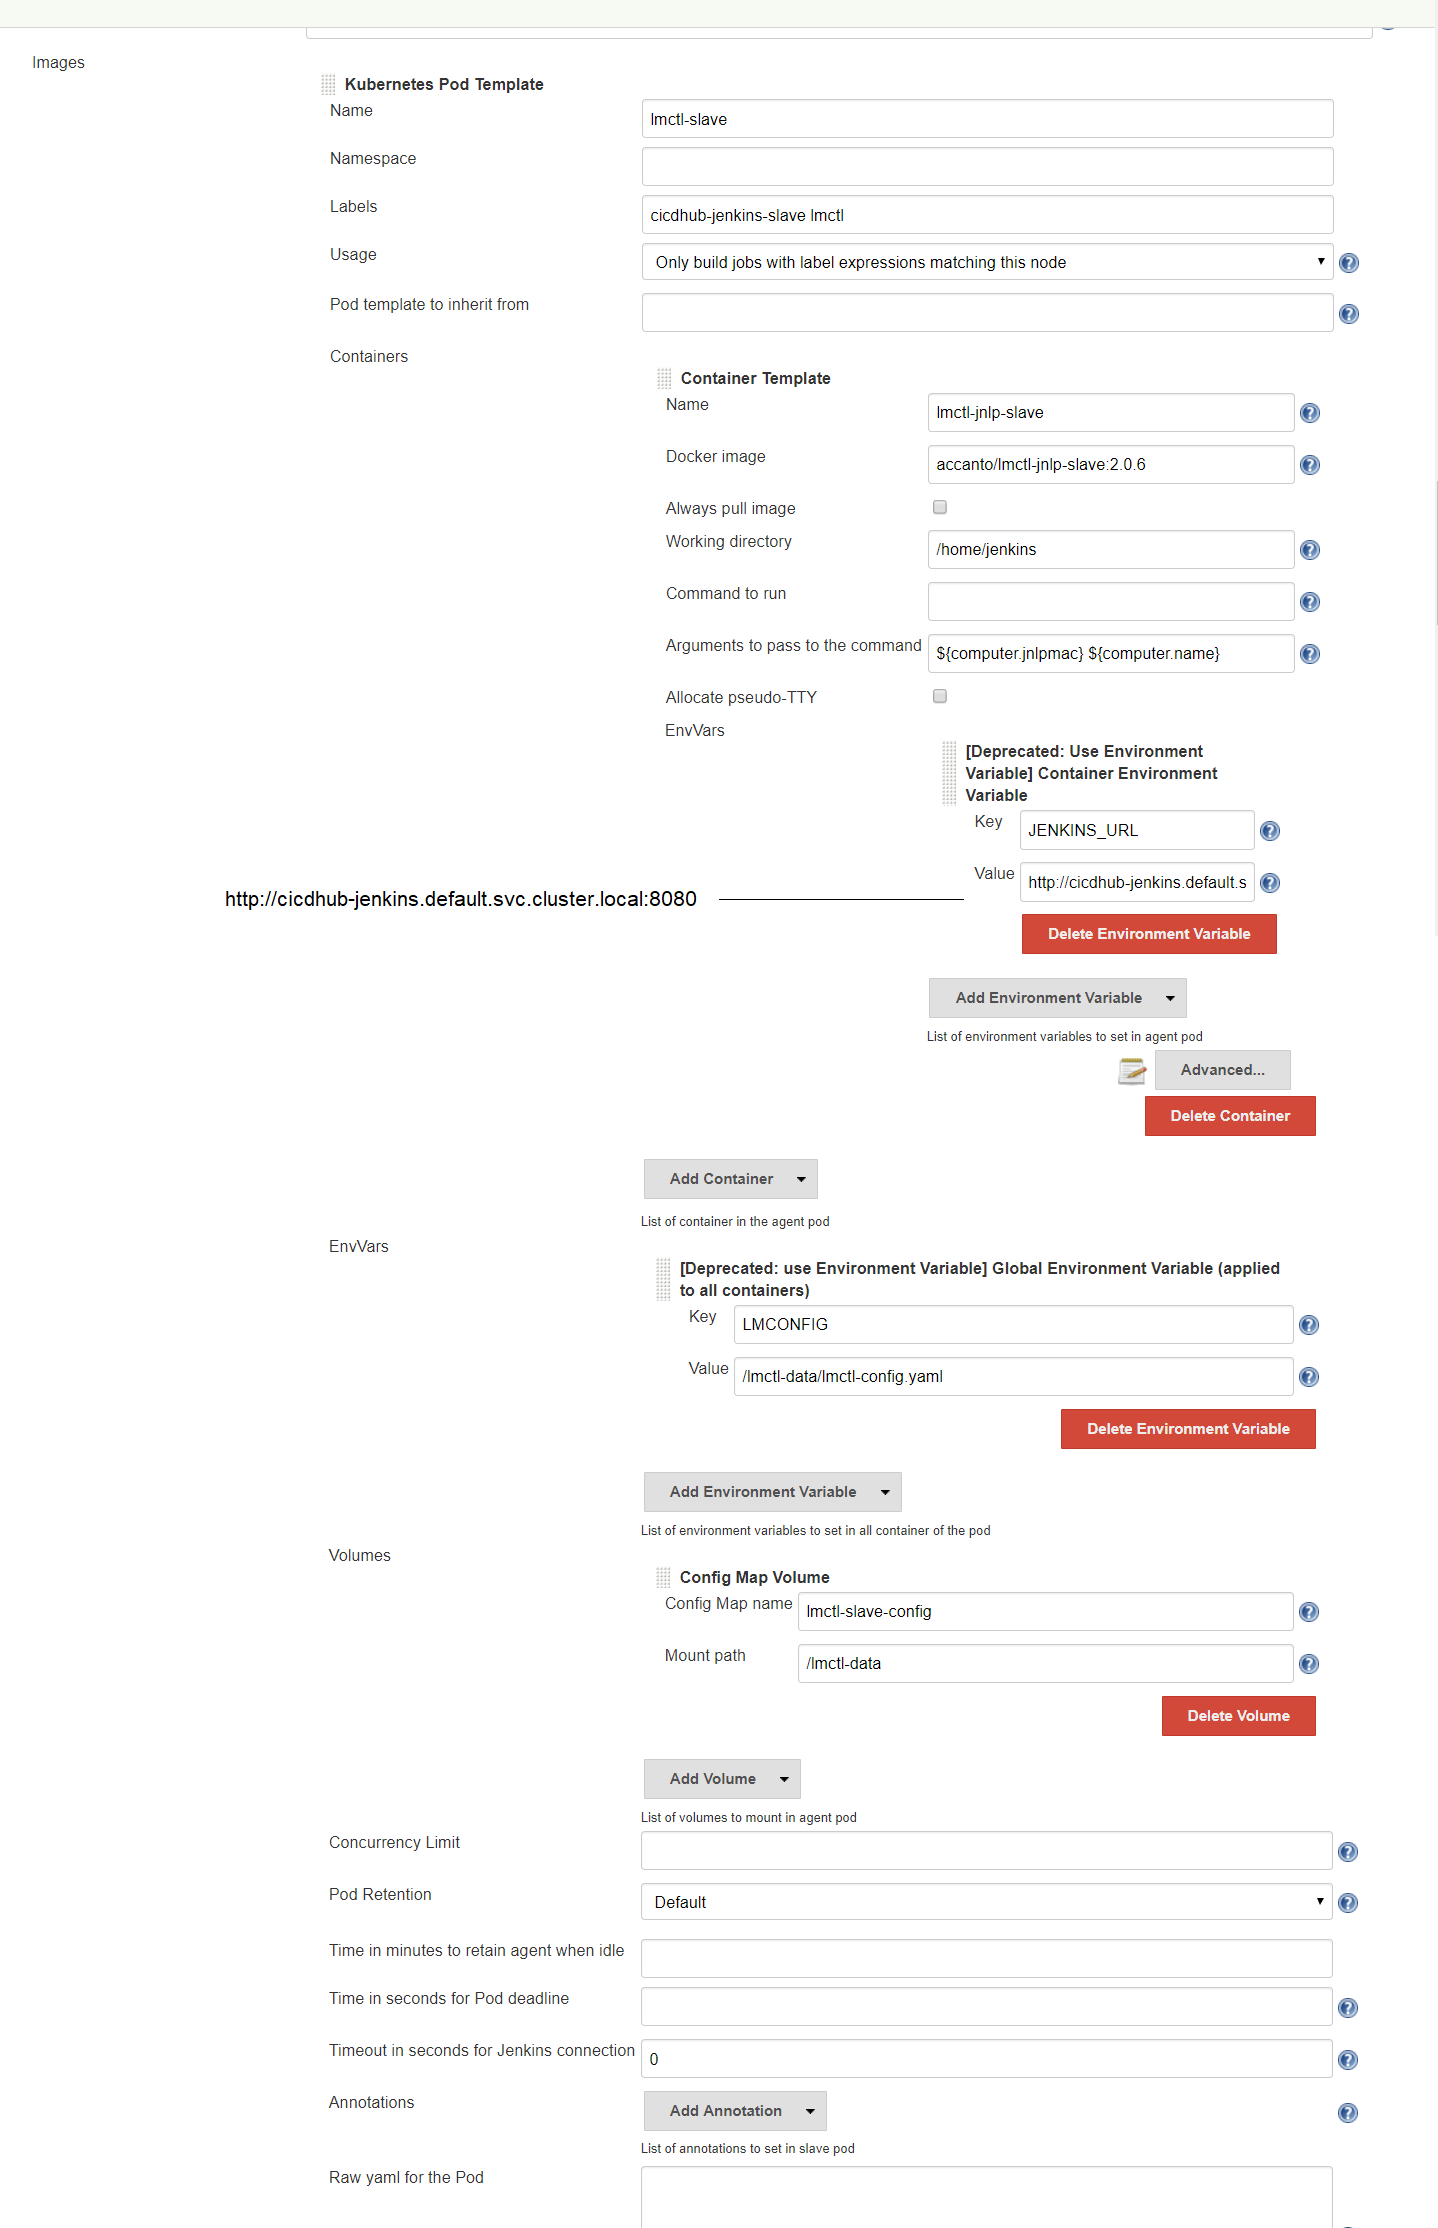 Images
Kubernetes Pod Template
Name
lmctl-slave
Namespace
Labels
cicdhub-jenkins-slave lmctl
Usage
Only build jobs with label expressions matching this node
Pod template to inherit from
Containers
Container Template
Name
lmctl-jnlp-slave
Docker image
accanto/lmctl-jnlp-slave:2.0.6
Always pull image
Working directory
/home/jenkins
Command to run
Arguments to pass to the command
${computer.jnlpmac} ${computer.name}
Allocate pseudo-TTY
EnvVars
[Deprecated: Use Environment
Variable] Container Environment
Variable
Key
JENKINS_URL
Value
http://cicdhub-jenkins.default.s
http://cicdhub-jenkins.default.svc.cluster.local:8080
Delete Environment Variable
Add Environment Variable
List of environment variables to set in agent pod
Advanced...
Delete Container
Add Container
List of container in the agent pod
EnvVars
[Deprecated: use Environment Variable] Global Environment Variable (applied
to all containers)
Key
LMCONFIG
Value
/lmctl-data/lmctl-config.yaml
Delete Environment Variable
Add Environment Variable
List of environment variables to set in all container of the pod
Volumes
Config Map Volume
Config Map name
lmctl-slave-config
Mount path
/lmctl-data
Delete Volume
Add Volume
List of volumes to mount in agent pod
Concurrency Limit
Pod Retention
Default
Time in minutes to retain agent when idle
Time in seconds for Pod deadline
Timeout in seconds for Jenkins connection
0
Annotations
Add Annotation
List of annotations to set in slave pod
Raw yaml for the Pod